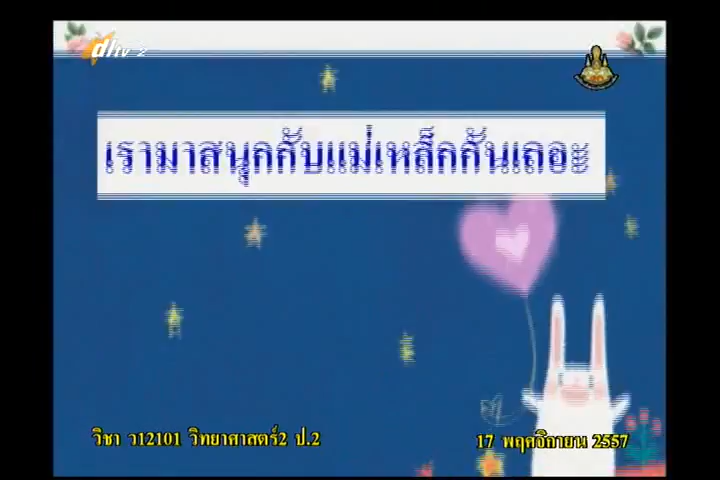 dltv 2
เรามาสนุกกับแม่เหล็กกันเถอะ
วิชา ว12101 วิทยาศาสตร์2 ป.2
17 พฤศจิกายน 2557